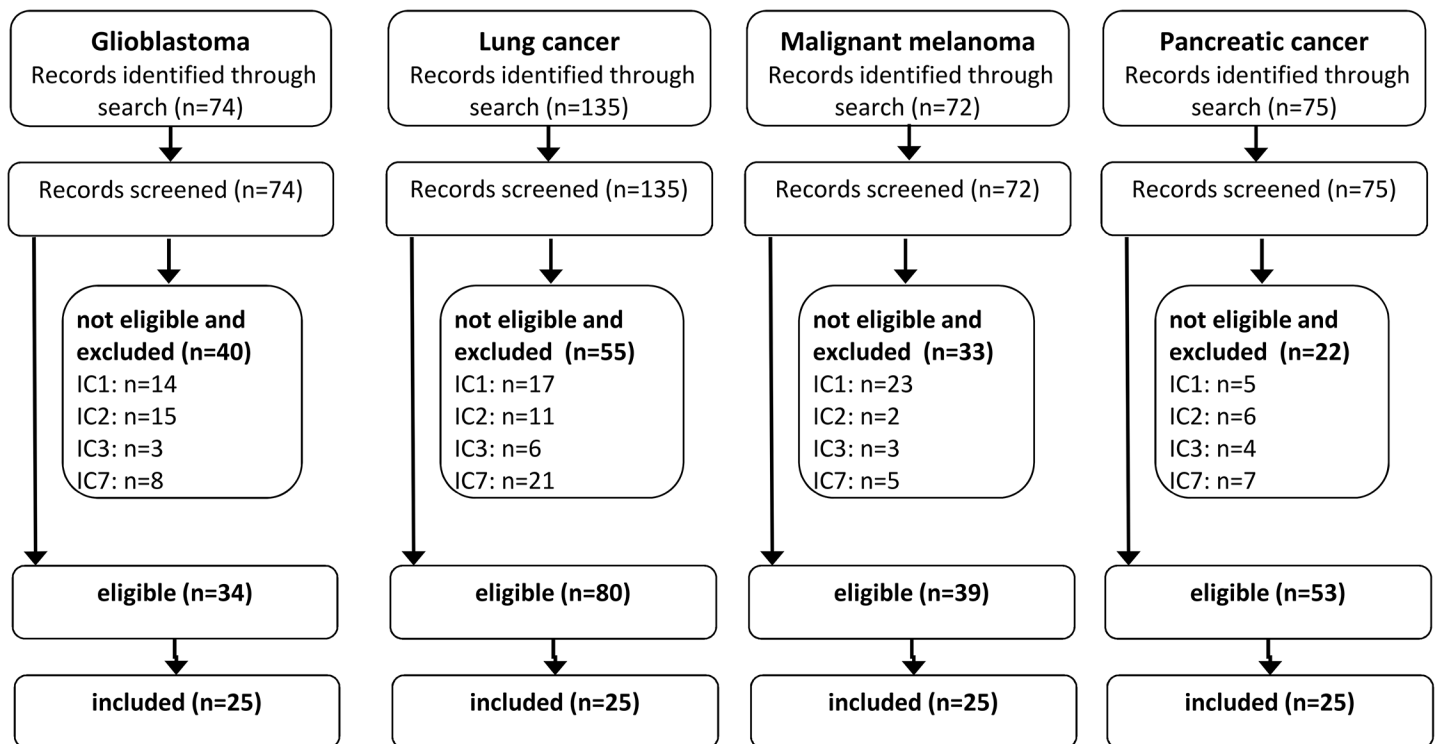 Glioblastoma
Records identified through
search (n=74)
Records screened (n=74)
not eligible and
excluded (n=40)
IC1: n=14
IC2: n=15
IC3: n=3
IC7: n=8
eligible (n=34)
included (n=25)
Lung cancer
Records identified through
search (n=135)
Records screened (n=135)
not eligible and
excluded (n=55)
IC1: n=17
IC2: n=11
IC3: n=6
IC7: n=21
eligible (n=80)
included (n=25)
Malignant melanoma
Records identified through
search (n=72)
Records screened (n=72)
not eligible and
excluded (n=33)
IC1: n=23
IC2: n=2
IC3: n=3
IC7: n=5
eligible (n=39)
included (n=25)
Pancreatic cancer
Records identified through
search (n=75)
Records screened (n=75)
not eligible and
excluded (n=22)
IC1: n=5
IC2: n=6
IC3: n=4
IC7: n=7
eligible (n=53)
included (n=25)